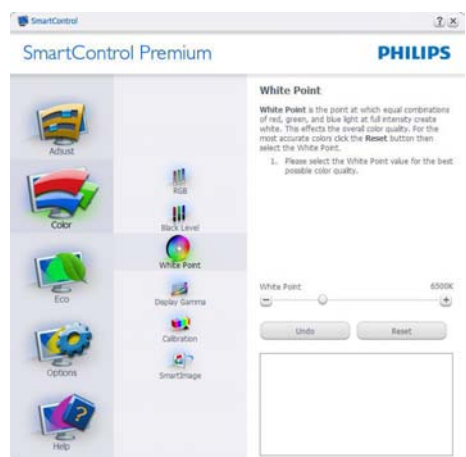 SmartControl
SmartControl Premium
PHILIPS
Adjust
Color
Eco
Options
Help
RGB
Black Level
White Point
Display Gamma
Calibration
SmartImage
White Point
White Point is the point at which equal combinations
of red, green, and blue light at full intensity create
white. This effects the overall color quality. For the
most accurate colors click the Reset button then
select the White Point.
1. Please select the White Point value for the best
possible color quality.
White Point 6500K
Undo Reset